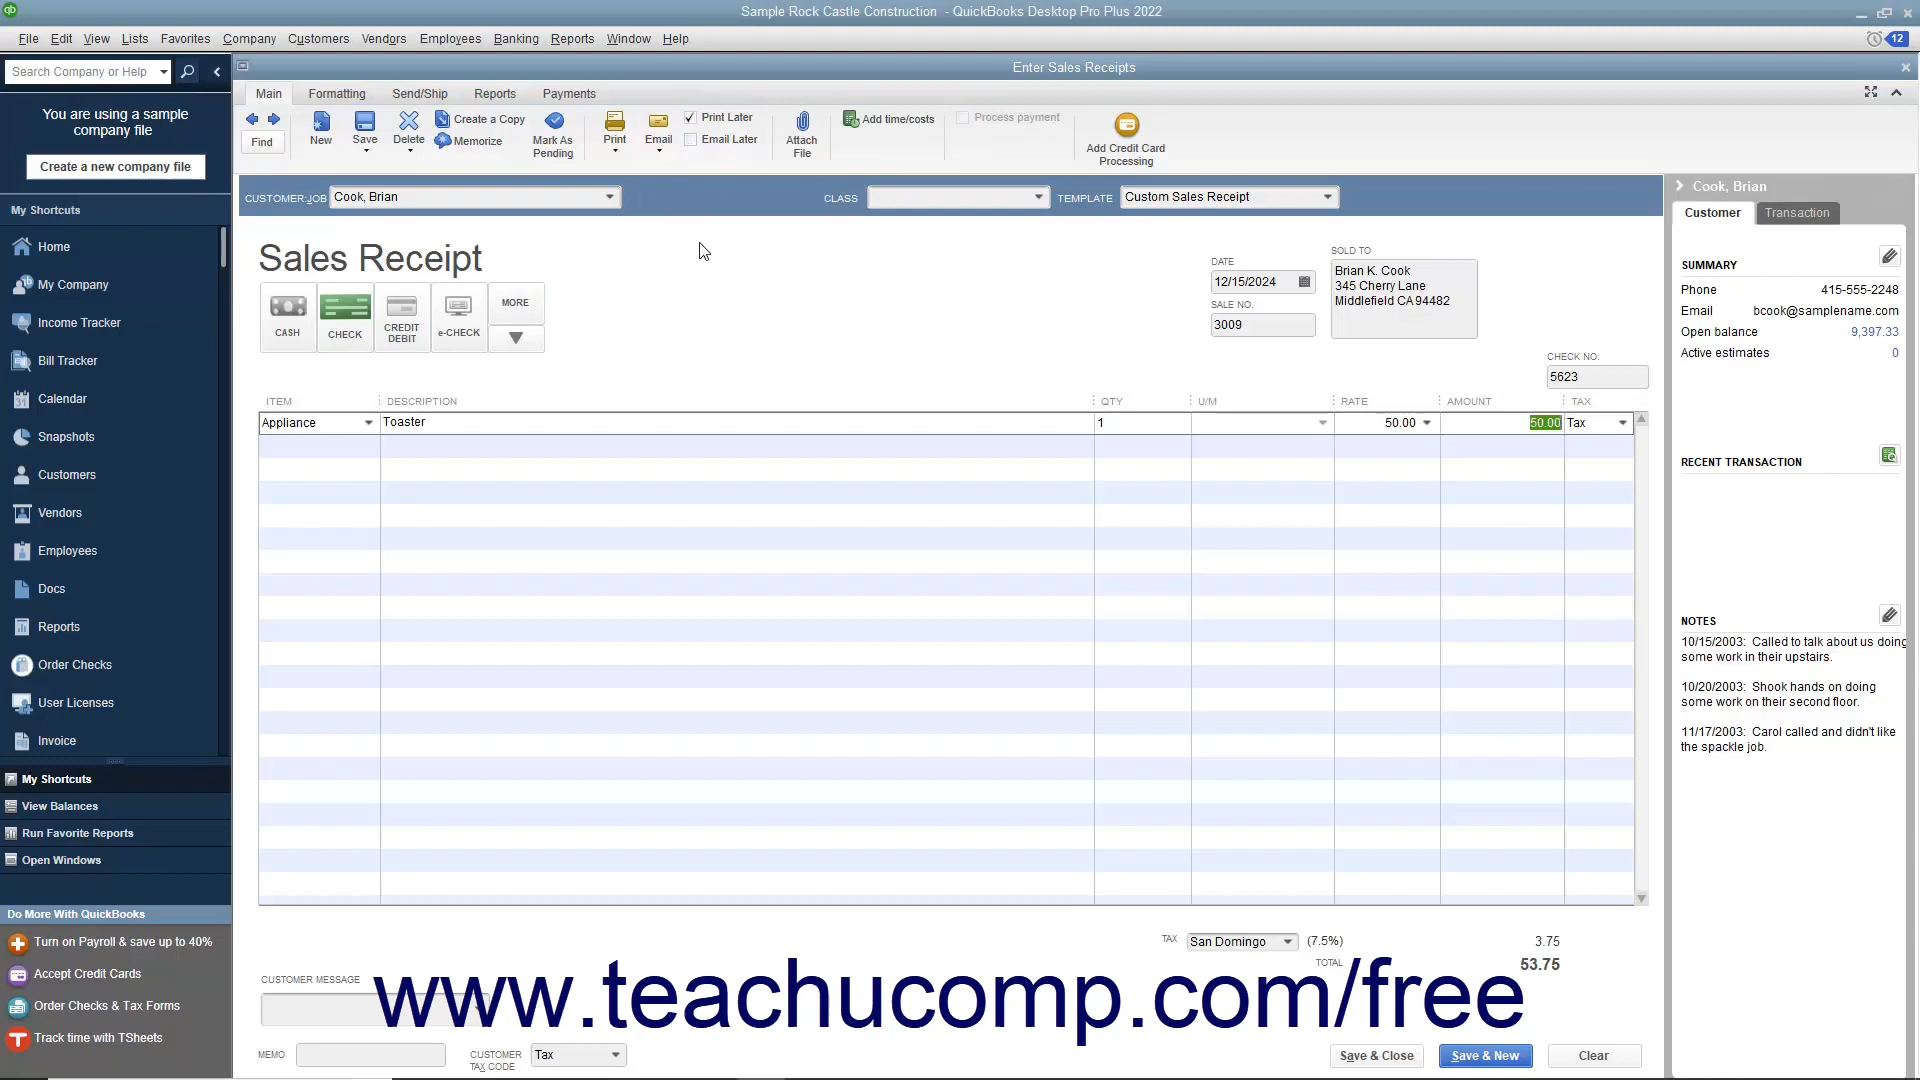 Sample Rock Castle Construction - QuickBooks Desktop Pro Plus 2022
File Edit View Lists Favorites Company Customers Vendors Employees Banking Reports Window Help
12
Search Company or Help
Enter Sales Receipts
You are using a sample
company file
Create a new company file
My Shortcuts
Home
My Company
Income Tracker
Bill Tracker
Calendar
Snapshots
Customers
Vendors
Employees
Docs
Reports
Order Checks
User Licenses
Invoice
My Shortcuts
View Balances
Run Favorite Reports
Open Windows
Do More With QuickBooks
Turn on Payroll & save up to 40%
Accept Credit Cards
Order Checks & Tax Forms
Track time with TSheets
Main Formatting Send/Ship Reports Payments
Find
New
Save
Delete
Create a Copy
Memorize
Mark As
Pending
Print
Email
Print Later
Email Later
Attach
File
Add time/costs
Process payment
Add Credit Card
Processing
CUSTOMER:JOB Cook, Brian CLASS TEMPLATE Custom Sales Receipt
Sales Receipt
CASH
CHECK
CREDIT
DEBIT
e-CHECK
MORE
DATE
12/15/2024
SALE NO.
3009
SOLD TO
Brian K. Cook
345 Cherry Lane
Middlefield CA 94482
CHECK NO.
5623
ITEM DESCRIPTION QTY U/M RATE AMOUNT TAX
Appliance Toaster 1 50.00 50.00 Tax
TAX San Domingo (7.5%) 3.75
TOTAL 53.75
CUSTOMER MESSAGE
www.teachucomp.com/free
MEMO
CUSTOMER
TAX CODE
Tax
Save & Close
Save & New
Clear
Cook, Brian
Customer Transaction
SUMMARY
Phone 415-555-2248
Email bcook@samplename.com
Open balance 9,397.33
Active estimates 0
RECENT TRANSACTION
NOTES
10/15/2003: Called to talk about us doing
some work in their upstairs.
10/20/2003: Shook hands on doing
some work on their second floor.
11/17/2003: Carol called and didn't like
the spackle job.